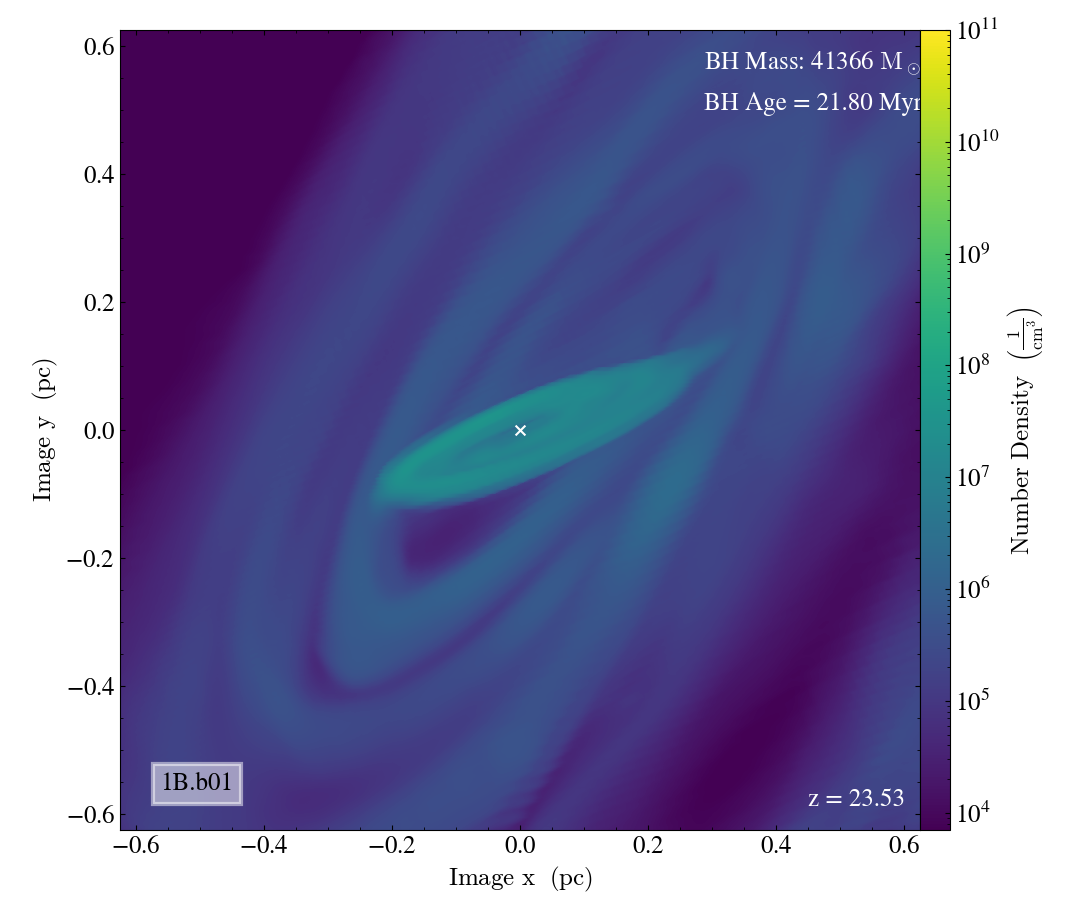 BH Mass: 41366 M⊙
BH Age = 21.80 Myr
1B.b01
z = 23.53
0.6
0.4
0.2
0.0
−0.2
−0.4
−0.6
Image y (pc)
−0.6 −0.4 −0.2 0.0 0.2 0.4 0.6
Image x (pc)
10^11
10^10
10^9
10^8
10^7
10^6
10^5
10^4
Number Density (1/cm^3)